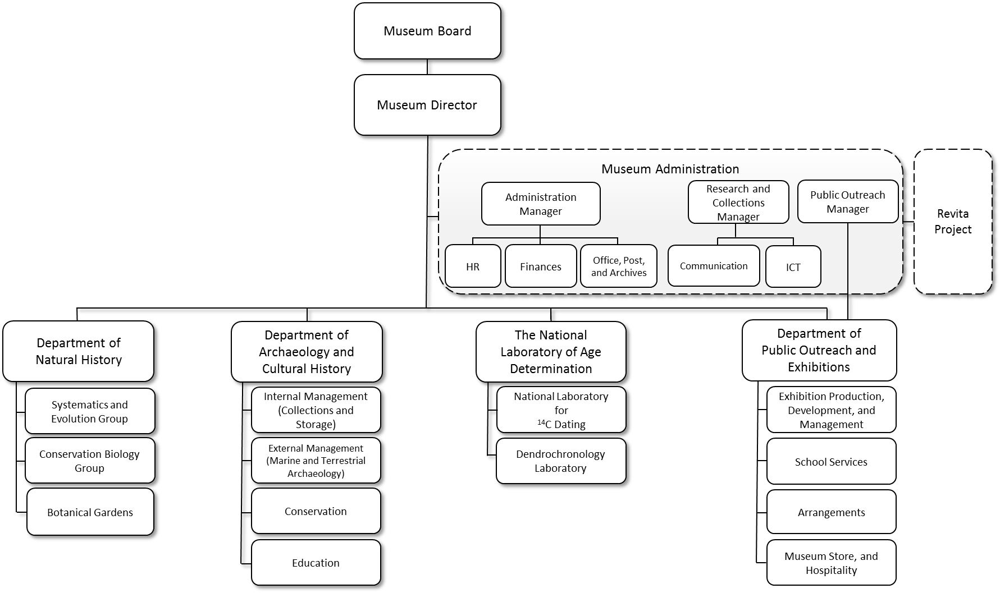 Museum Board
Museum Director
Museum Administration
Administration
Manager
Research and
Collections
Manager
Public Outreach
Manager
Revita
Project
HR
Finances
Office, Post,
and Archives
Communication
ICT
Department of
Natural History
Systematics and
Evolution Group
Conservation Biology
Group
Botanical Gardens
Department of
Archaeology and
Cultural History
Internal Management
(Collections and
Storage)
External Management
(Marine and Terrestrial
Archaeology)
Conservation
Education
The National
Laboratory of Age
Determination
National Laboratory
for
¹⁴C Dating
Dendrochronology
Laboratory
Department of
Public Outreach and
Exhibitions
Exhibition Production,
Development, and
Management
School Services
Arrangements
Museum Store, and
Hospitality